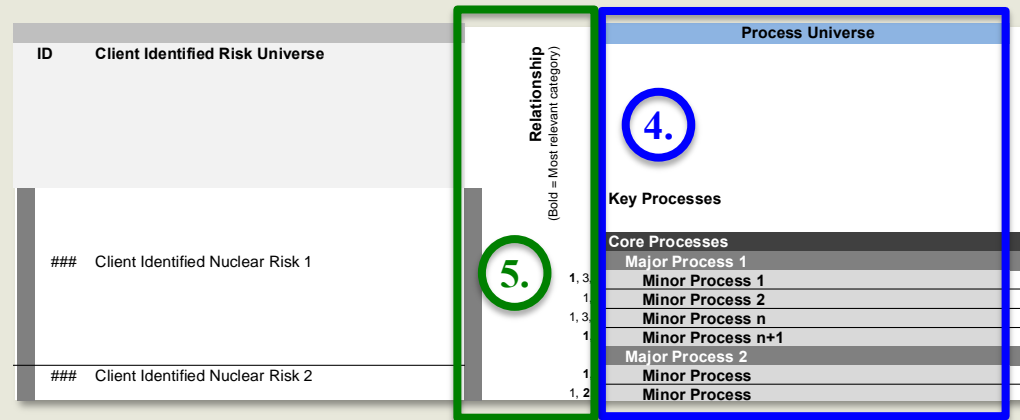 Process Universe
ID Client Identified Risk Universe
Relationship
(Bold = Most relevant category)
4.
Key Processes
Core Processes
Major Process 1
### Client Identified Nuclear Risk 1
5.
1, 3, Minor Process 1
1, Minor Process 2
1, 3, Minor Process n
1, Minor Process n+1
Major Process 2
### Client Identified Nuclear Risk 2
1, Minor Process
1, 2 Minor Process